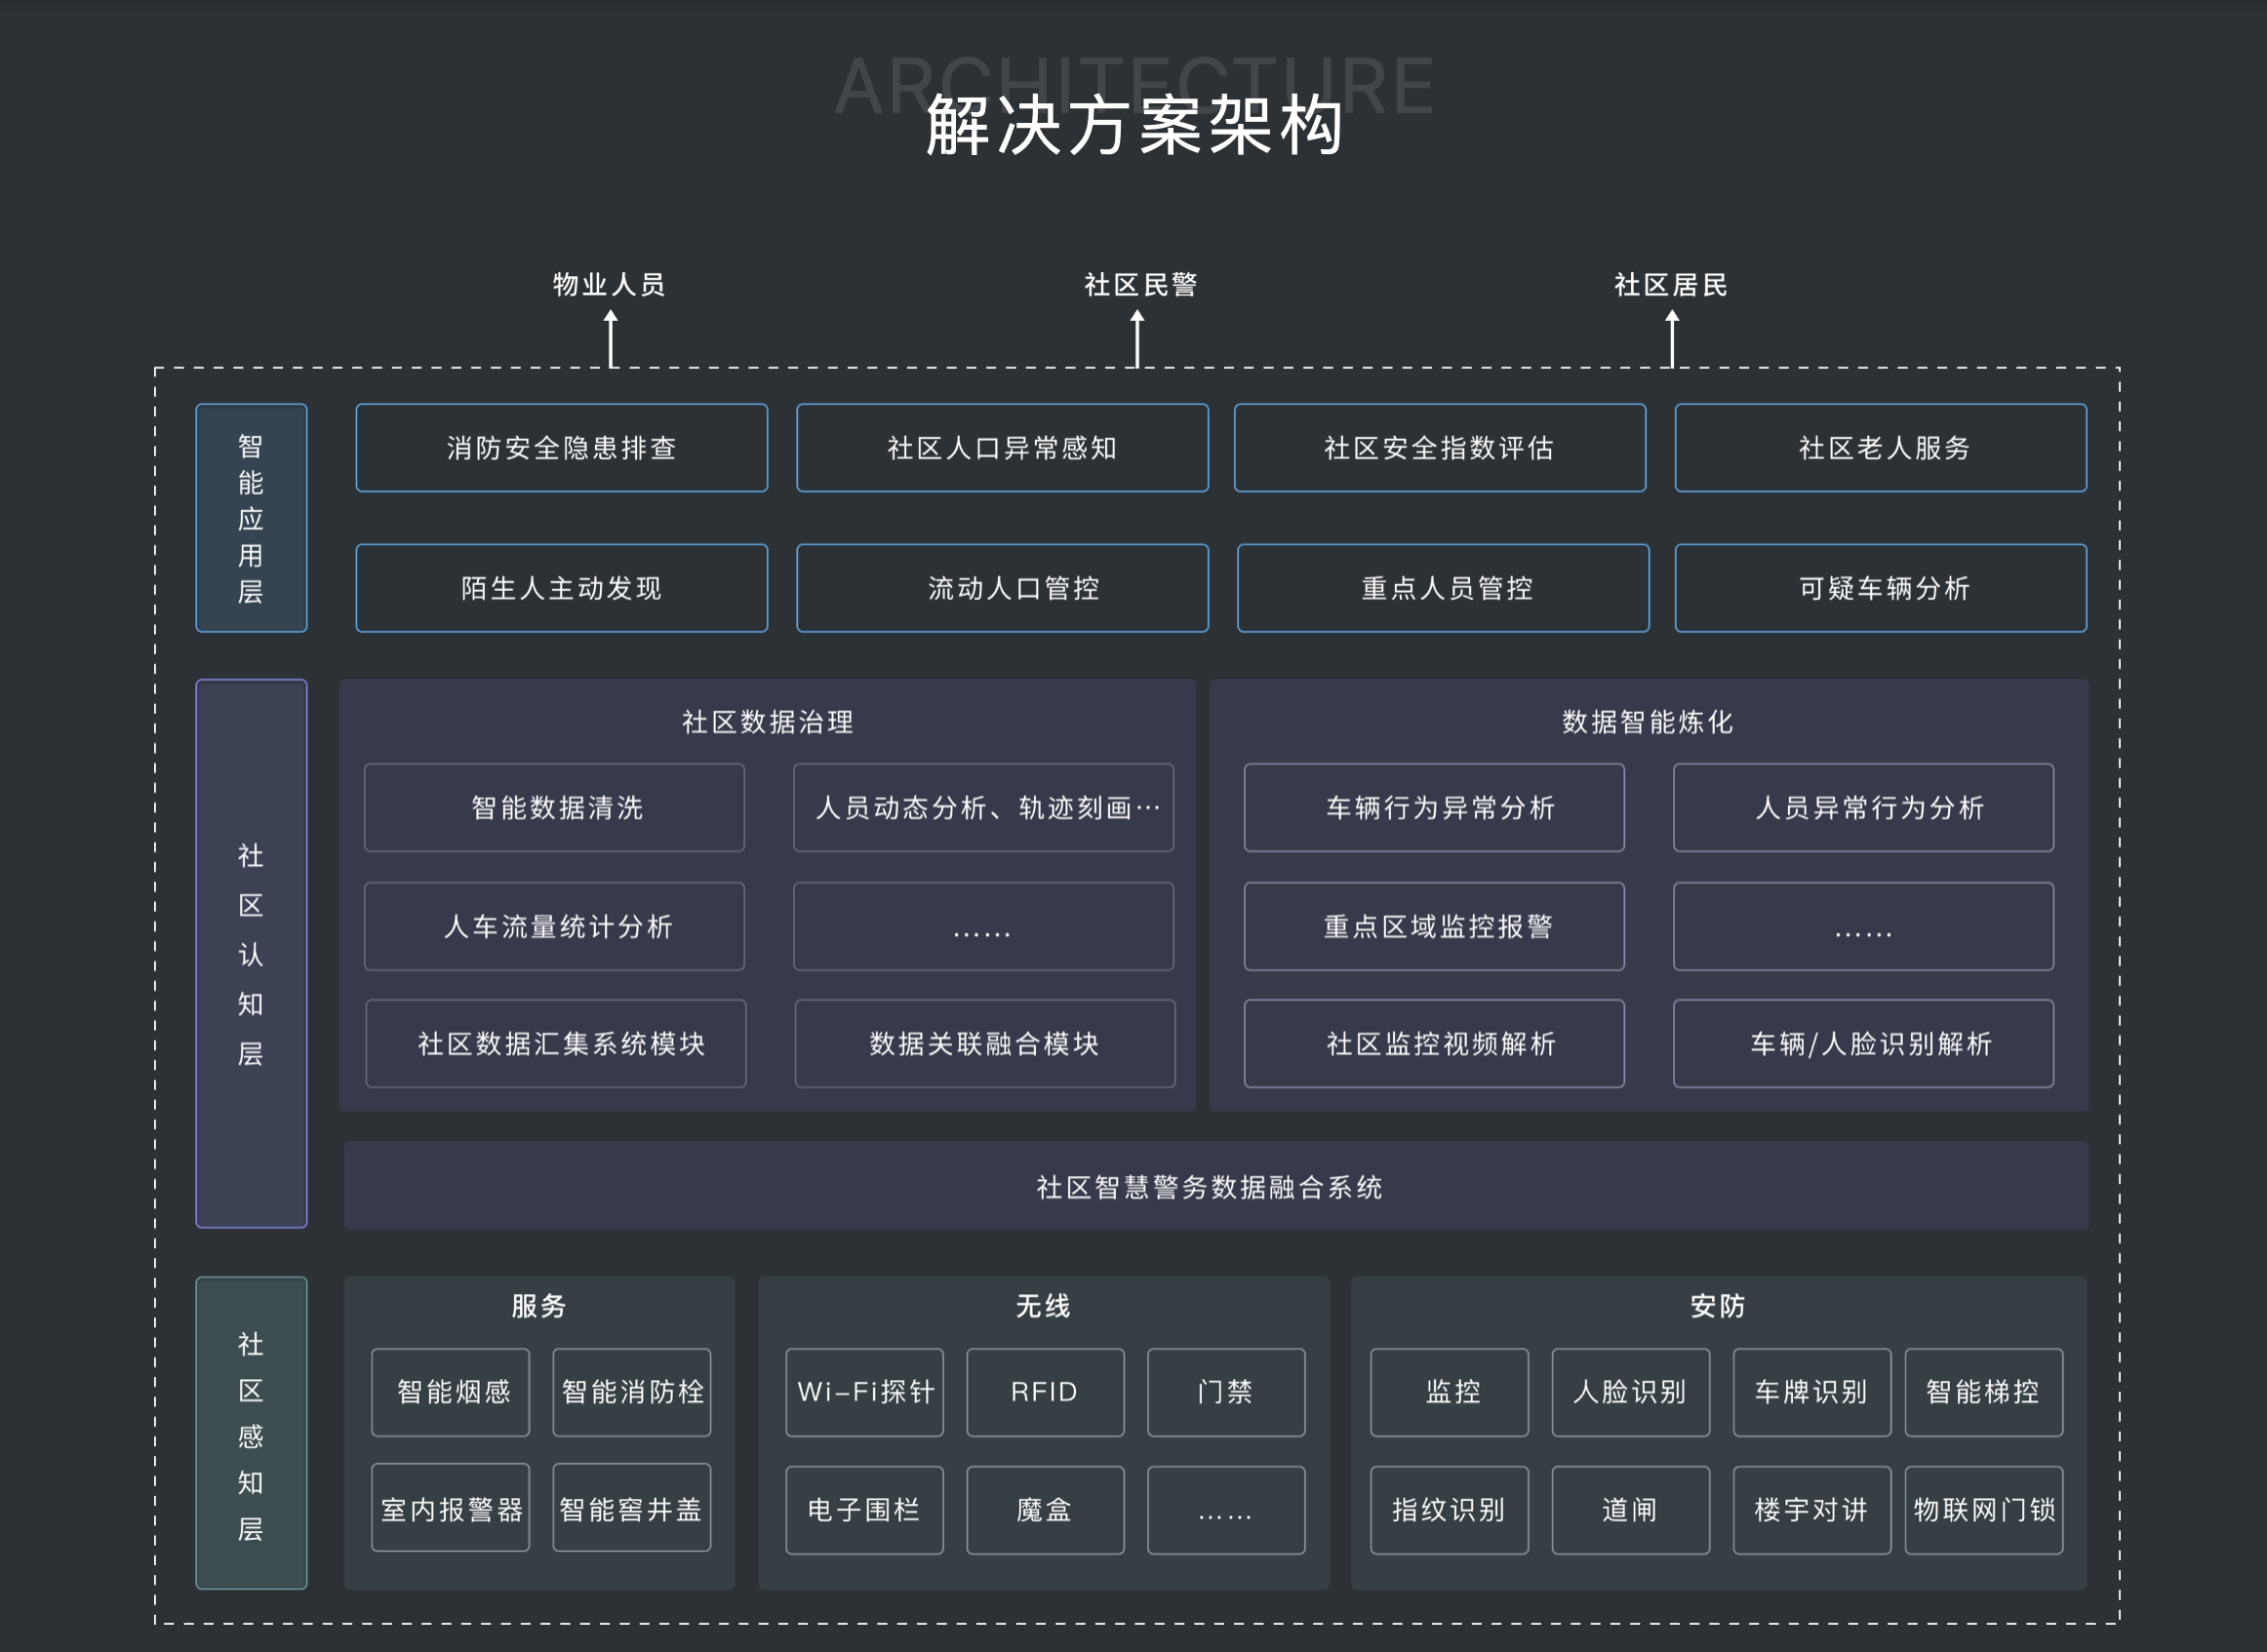 ARCHITECTURE
解决方案架构
物业人员
社区民警
社区居民
智能应用层
消防安全隐患排查
社区人口异常感知
社区安全指数评估
社区老人服务
陌生人主动发现
流动人口管控
重点人员管控
可疑车辆分析
社区认知层
社区数据治理
智能数据清洗
人员动态分析、轨迹刻画…
人车流量统计分析
……
社区数据汇集系统模块
数据关联融合模块
数据智能炼化
车辆行为异常分析
人员异常行为分析
重点区域监控报警
……
社区监控视频解析
车辆/人脸识别解析
社区智慧警务数据融合系统
社区感知层
服务
智能烟感
智能消防栓
室内报警器
智能窖井盖
无线
Wi-Fi探针
RFID
门禁
电子围栏
魔盒
……
安防
监控
人脸识别
车牌识别
智能梯控
指纹识别
道闸
楼宇对讲
物联网门锁